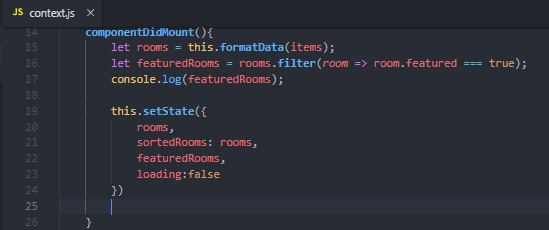 JS context.js ×
14 componentDidMount(){
15 let rooms = this.formatData(items);
16 let featuredRooms = rooms.filter(room => room.featured === true);
17 console.log(featuredRooms);
18
19 this.setState({
20 rooms,
21 sortedRooms: rooms,
22 featuredRooms,
23 loading:false
24 })
25
26 }